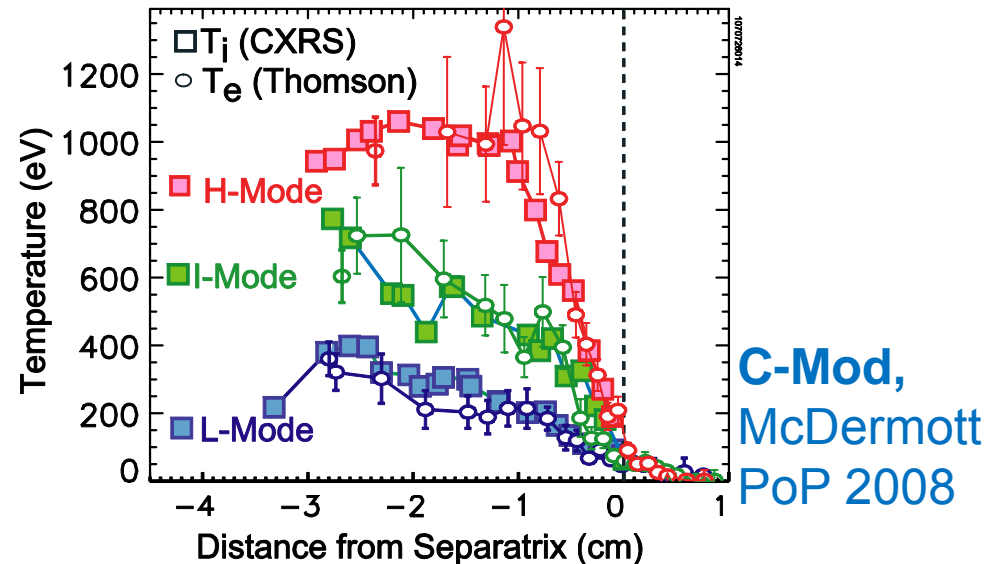 Temperature (eV)
1200
1000
800
600
400
200
0
Ti (CXRS)
Te (Thomson)
H-Mode
I-Mode
L-Mode
1070726014
−4
−3
−2
−1
0
1
Distance from Separatrix (cm)
C-Mod,
McDermott
PoP 2008